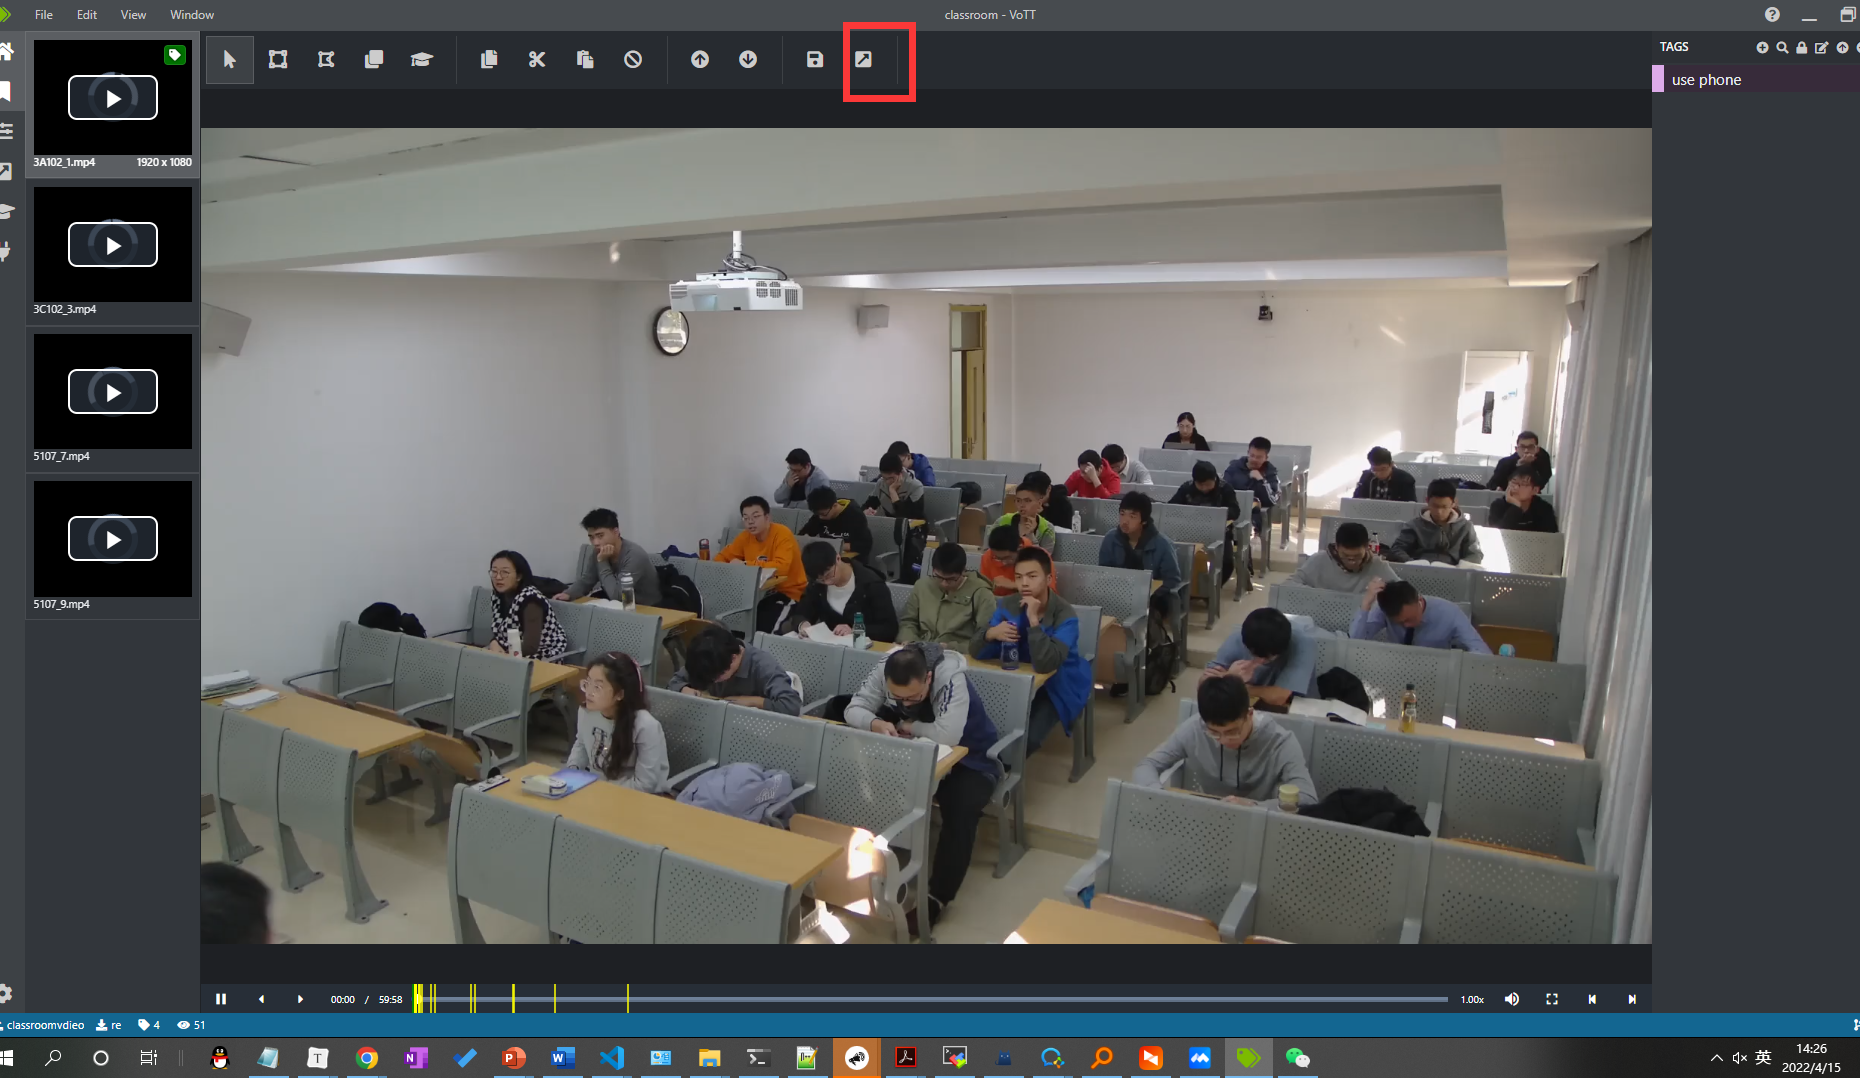 File Edit View Window
classroom - VoTT
TAGS
use phone
3A102_1.mp4 1920 x 1080
3C102_3.mp4
5107_7.mp4
5107_9.mp4
00:00 / 59:58
1.00x
classroomvdieo re 4 51
英
14:26
2022/4/15